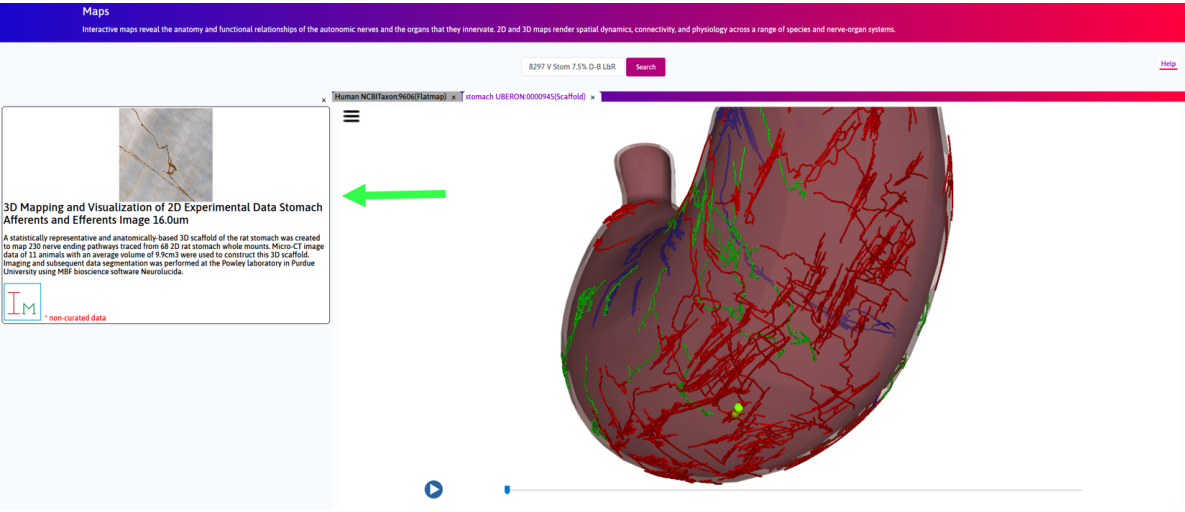 Maps
Interactive maps reveal the anatomy and functional relationships of the autonomic nerves and the organs that they innervate. 2D and 3D maps render spatial dynamics, connectivity, and physiology across a range of species and nerve-organ systems.
8297 V Stom 7.5% D-B L&R Search
Help
x
Human NCBITaxon:9606(Flatmap) x stomach UBERON:0000945(Scaffold) x
3D Mapping and Visualization of 2D Experimental Data Stomach
Afferents and Efferents Image 16.0um
A statistically representative and anatomically-based 3D scaffold of the rat stomach was created
to map 230 nerve ending pathways traced from 68 2D rat stomach whole mounts. Micro-CT image
data of 11 animals with an average volume of 9.9cm3 were used to construct this 3D scaffold.
Imaging and subsequent data segmentation was performed at the Powley laboratory in Purdue
University using MBF bioscience software Neurolucida.
IM
* non-curated data